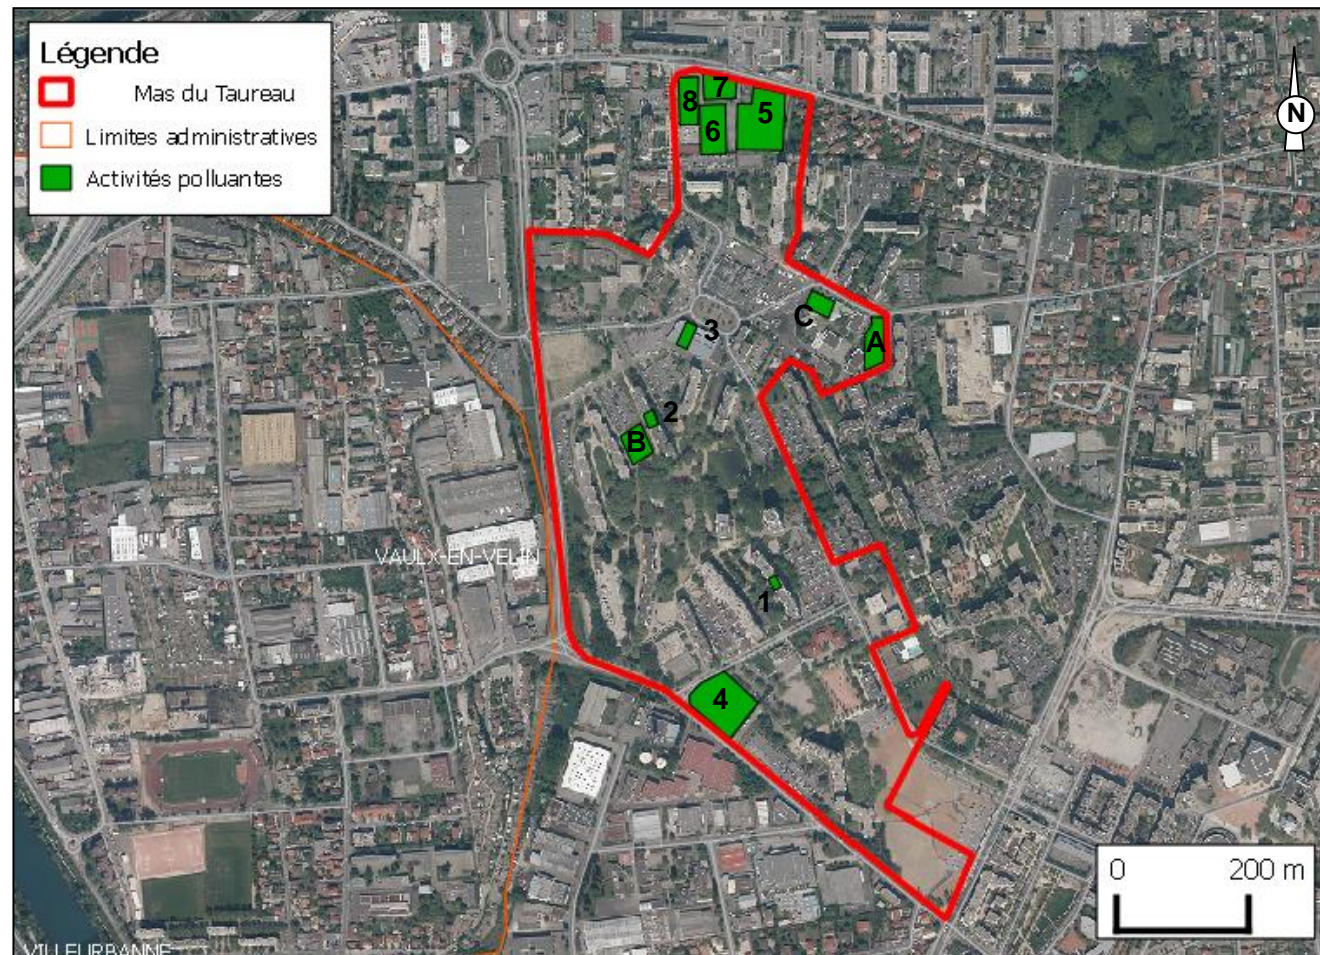 Légende
Mas du Taureau
Limites administratives
Activités polluantes
N
7
8
5
6
C
3
A
2
B
VAULX-EN-VELIN
1
4
0 200 m
VILLEURBANNE